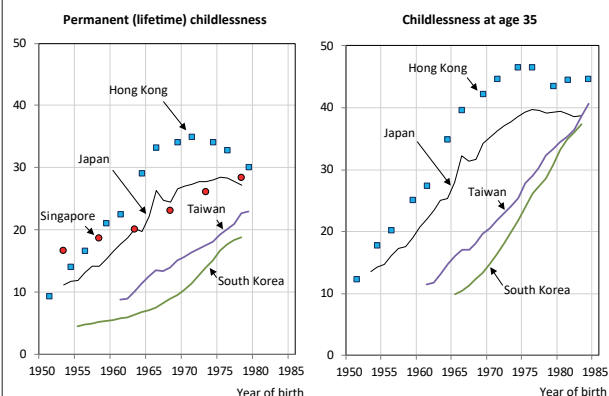 Permanent (lifetime) childlessness
50
40
30
20
10
0
Hong Kong
Japan
Singapore
Taiwan
South Korea
1950 1955 1960 1965 1970 1975 1980 1985
Year of birth
Childlessness at age 35
50
40
30
20
10
0
Hong Kong
Japan
Taiwan
South Korea
1950 1955 1960 1965 1970 1975 1980 1985
Year of birth